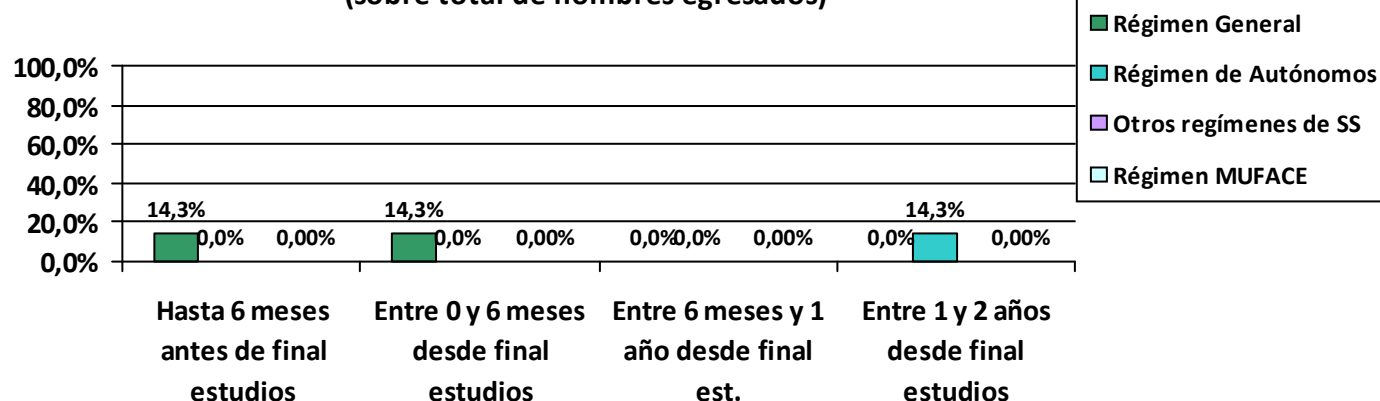 (sobre total de hombres egresados)
Régimen General
Régimen de Autónomos
Otros regímenes de SS
Régimen MUFACE
100,0%
80,0%
60,0%
40,0%
20,0%
0,0%
14,3% 14,3% 14,3%
0,0% 0,00% 0,0% 0,00% 0,0% 0,0% 0,00% 0,0% 0,00%
Hasta 6 meses
antes de final
estudios
Entre 0 y 6 meses
desde final
estudios
Entre 6 meses y 1
año desde final
est.
Entre 1 y 2 años
desde final
estudios